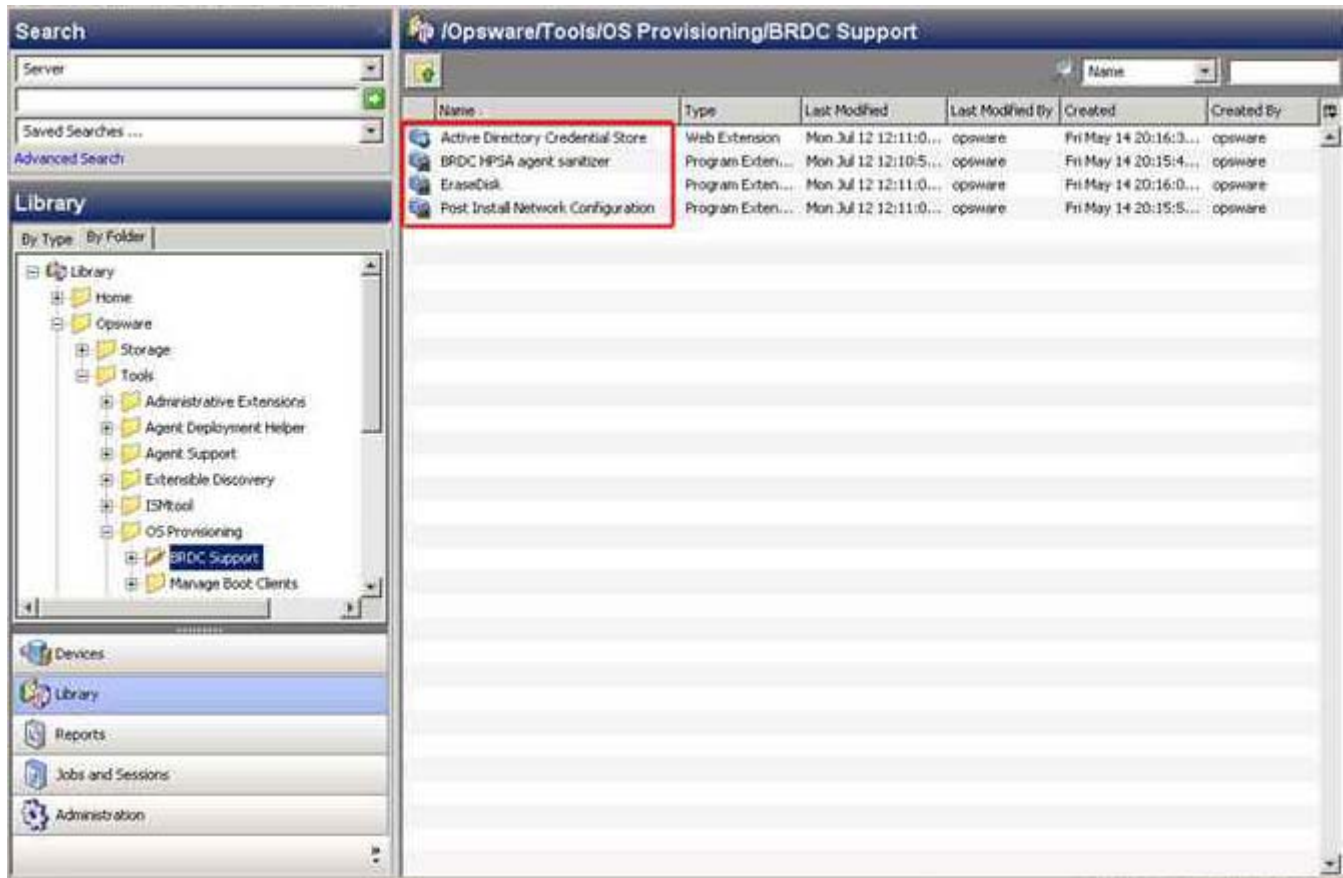 Search
Server
Saved Searches ...
Advanced Search
Library
By Type By Folder
Library
Home
Opsware
Storage
Tools
Administrative Extensions
Agent Deployment Helper
Agent Support
Extensible Discovery
ISMtool
OS Provisioning
BRDC Support
Manage Boot Clients
Devices
Library
Reports
Jobs and Sessions
Administration
/Opsware/Tools/OS Provisioning/BRDC Support
Name
Name Type Last Modified Last Modified By Created Created By
Active Directory Credential Store Web Extension Mon Jul 12 12:11:0... opsware Fri May 14 20:16:3... opsware
BRDC HPSA agent sanitizer Program Exten... Mon Jul 12 12:10:5... opsware Fri May 14 20:15:4... opsware
EraseDisk Program Exten... Mon Jul 12 12:11:0... opsware Fri May 14 20:16:0... opsware
Post Install Network Configuration Program Exten... Mon Jul 12 12:11:0... opsware Fri May 14 20:15:5... opsware